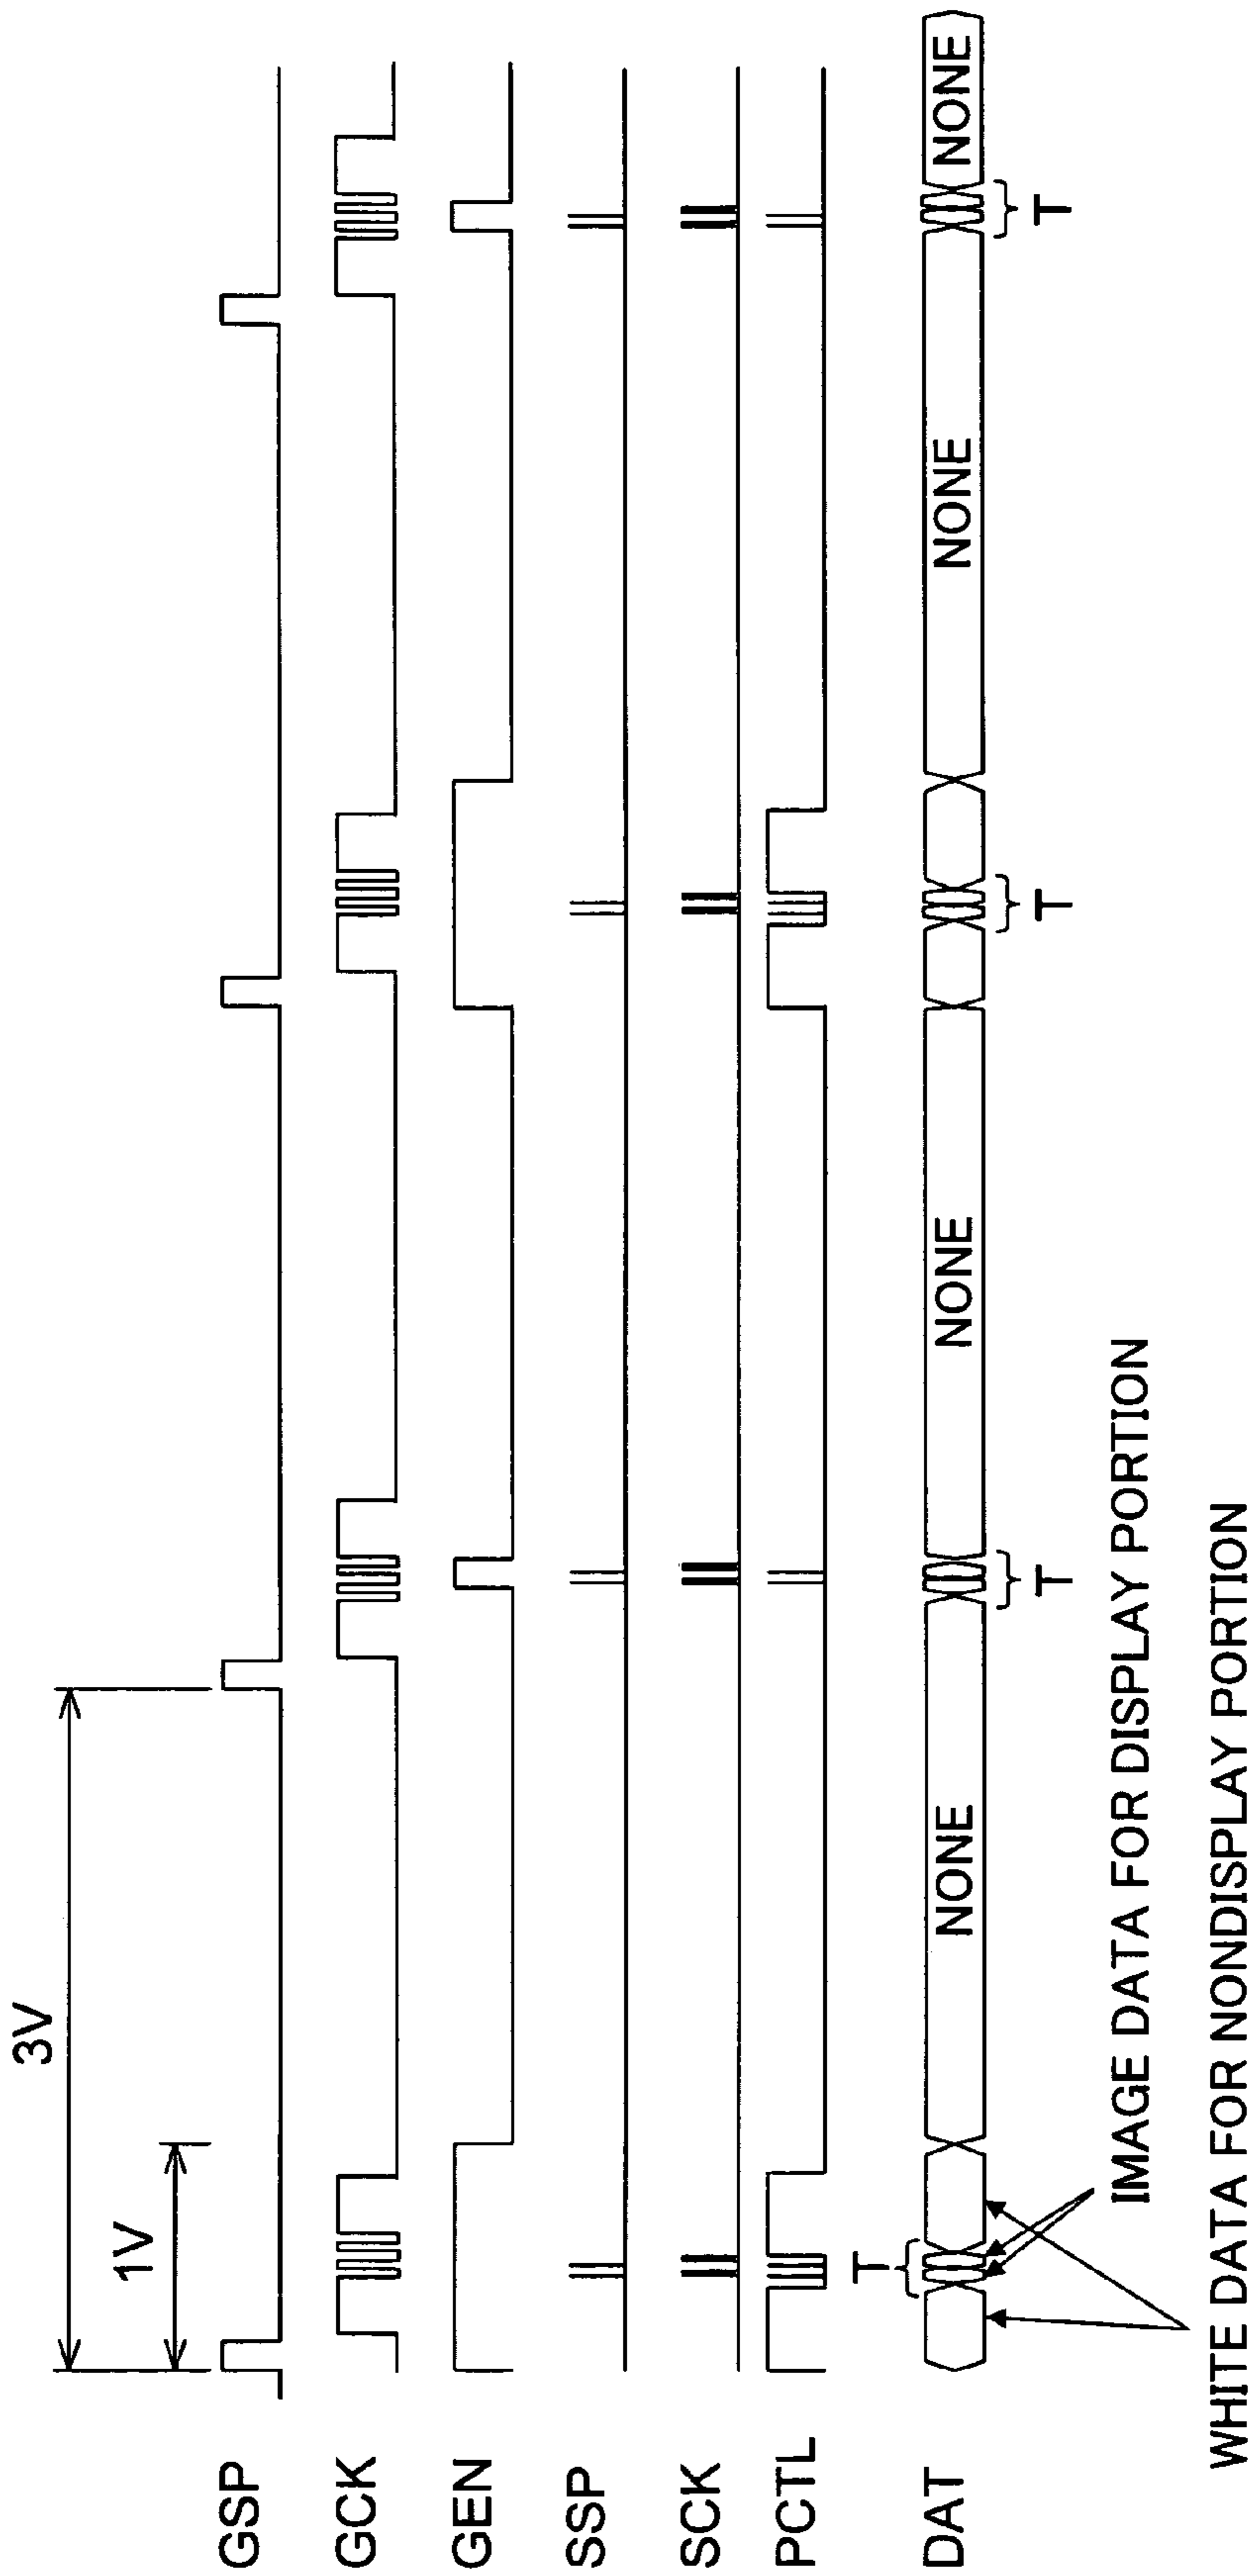 3V
1V
GSP
GCK
GEN
SSP
SCK
PCTL
T
T
T
T
DAT
NONE
NONE
NONE
NONE
IMAGE DATA FOR DISPLAY PORTION
WHITE DATA FOR NONDISPLAY PORTION